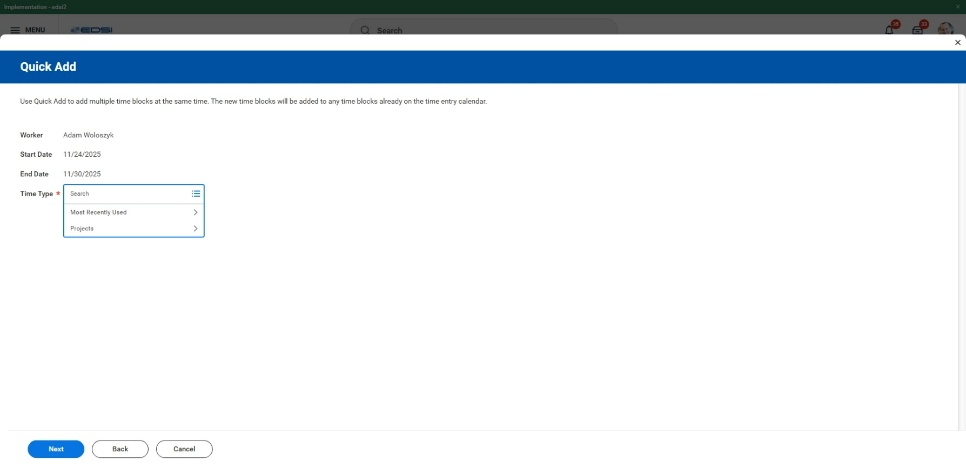 Implementation - edsi2
MENU
EDSI
Search
Quick Add
Use Quick Add to add multiple time blocks at the same time. The new time blocks will be added to any time blocks already on the time entry calendar.
Worker Adam Woloszyk
Start Date 11/24/2025
End Date 11/30/2025
Time Type *
Search
Most Recently Used
Projects
Next Back Cancel